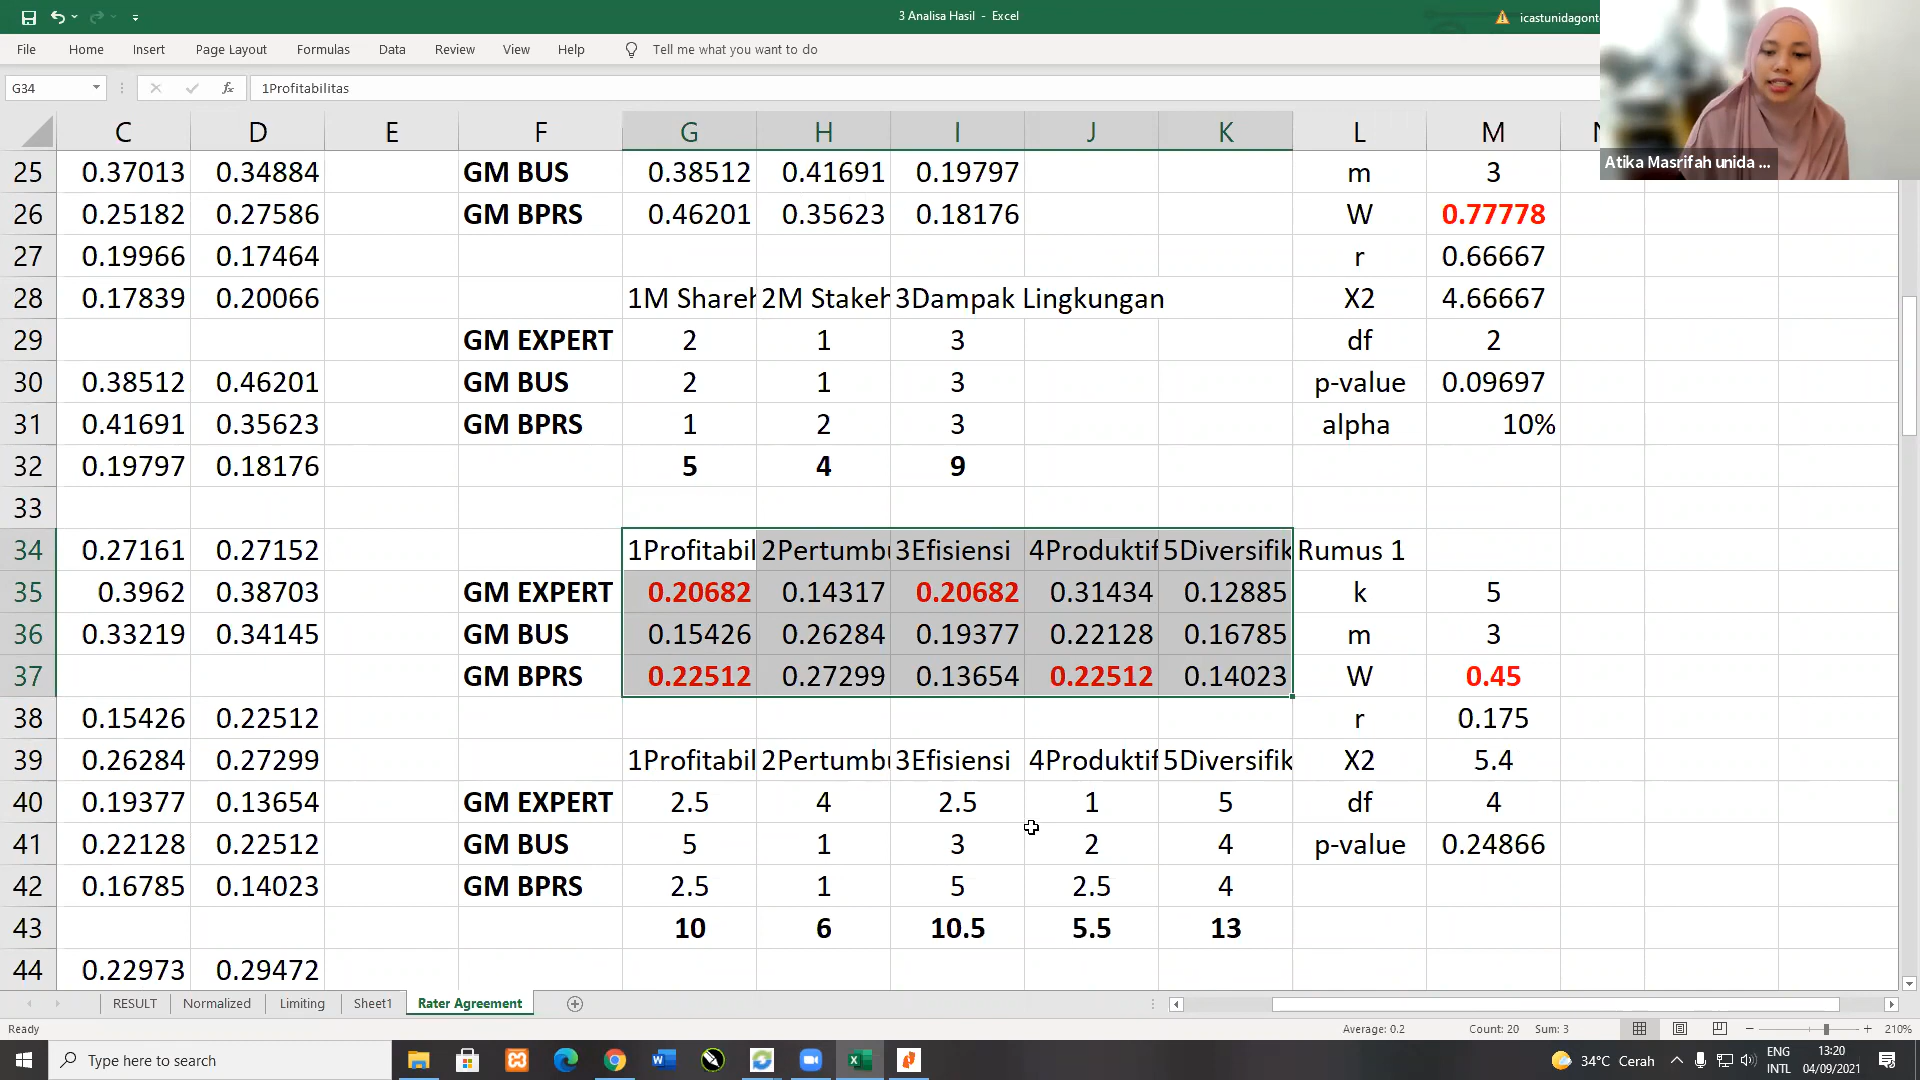 3 Analisa Hasil - Excel
icastunidagont
File Home Insert Page Layout Formulas Data Review View Help Tell me what you want to do
G34 fx 1Profitabilitas
Atika Masrifah unida ...
C D E F G H I J K L M N
25 0.37013 0.34884 GM BUS 0.38512 0.41691 0.19797 m 3
26 0.25182 0.27586 GM BPRS 0.46201 0.35623 0.18176 W 0.77778
27 0.19966 0.17464 r 0.66667
28 0.17839 0.20066 1M Shareh 2M Stakeh 3Dampak Lingkungan X2 4.66667
29 GM EXPERT 2 1 3 df 2
30 0.38512 0.46201 GM BUS 2 1 3 p-value 0.09697
31 0.41691 0.35623 GM BPRS 1 2 3 alpha 10%
32 0.19797 0.18176 5 4 9
33
34 0.27161 0.27152 1Profitabil 2Pertumbu 3Efisiensi 4Produktif 5Diversifik Rumus 1
35 0.3962 0.38703 GM EXPERT 0.20682 0.14317 0.20682 0.31434 0.12885 k 5
36 0.33219 0.34145 GM BUS 0.15426 0.26284 0.19377 0.22128 0.16785 m 3
37 GM BPRS 0.22512 0.27299 0.13654 0.22512 0.14023 W 0.45
38 0.15426 0.22512 r 0.175
39 0.26284 0.27299 1Profitabil 2Pertumbu 3Efisiensi 4Produktif 5Diversifik X2 5.4
40 0.19377 0.13654 GM EXPERT 2.5 4 2.5 1 5 df 4
41 0.22128 0.22512 GM BUS 5 1 3 2 4 p-value 0.24866
42 0.16785 0.14023 GM BPRS 2.5 1 5 2.5 4
43 10 6 10.5 5.5 13
44 0.22973 0.29472
RESULT Normalized Limiting Sheet1 Rater Agreement
Ready Average: 0.2 Count: 20 Sum: 3 210%
Type here to search 34°C Cerah ENG 13:20
INTL 04/09/2021